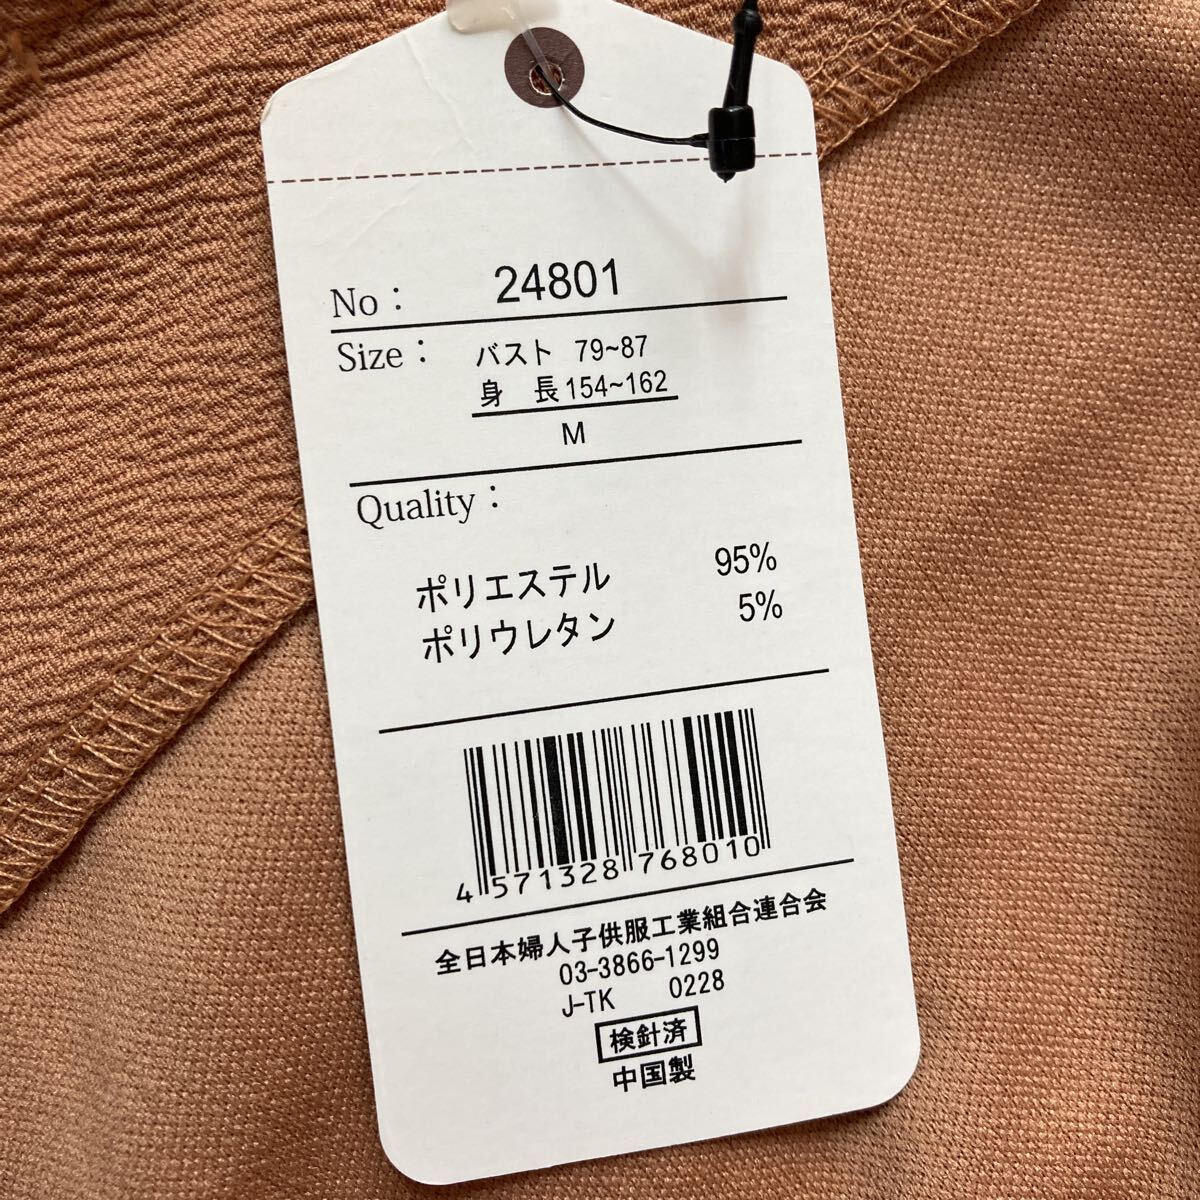 No： 24801
Size： バスト 79~87
身 長 154~162
M
Quality：
ポリエステル 95%
ポリウレタン 5%
4 571328 768010
全日本婦人子供服工業組合連合会
03-3866-1299
J-TK 0228
検針済
中国製